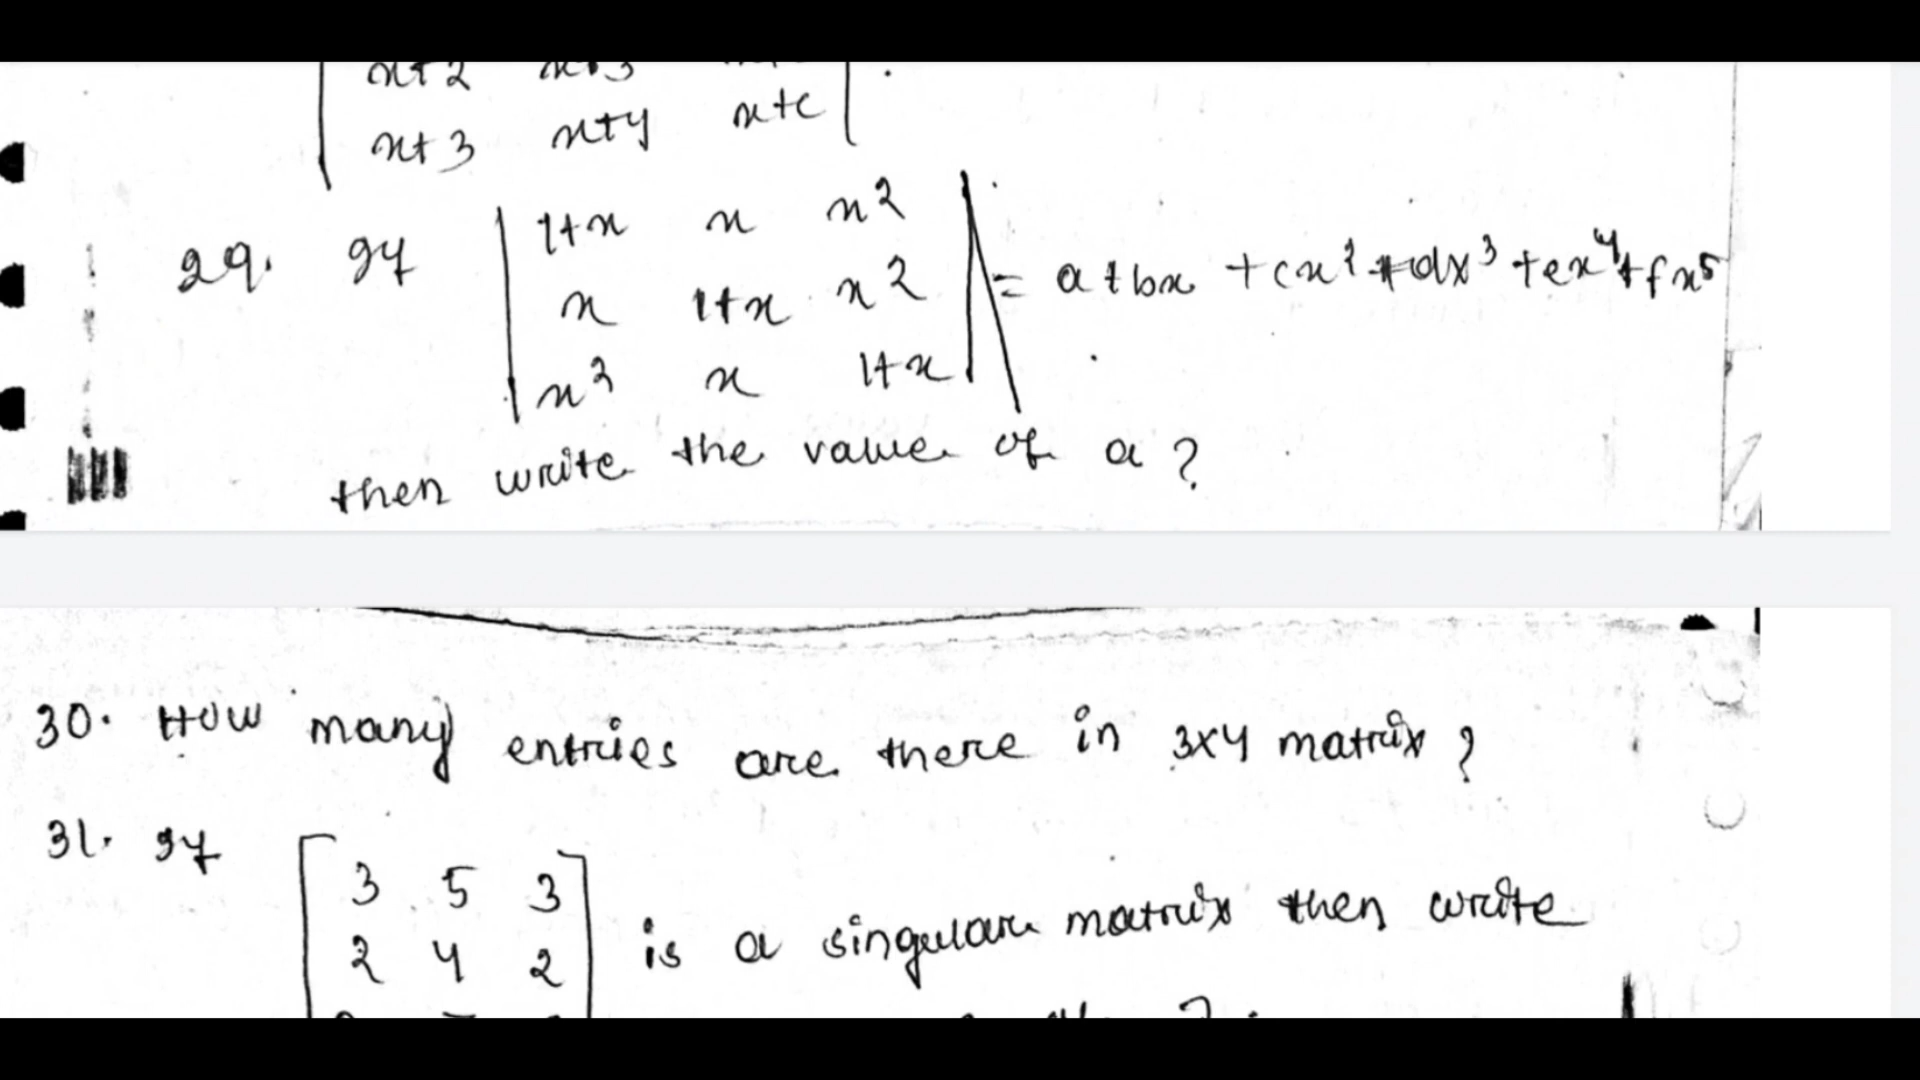 x+2 x+3
x+3 x+4 x+c
29. If | 1+x x x² |
| x 1+x x² | = a + bx + cx² + dx³ + ex⁴ + fx⁵
| x² x 1+x |
then write the value of a?
30. How many entries are there in 3x4 matrix?
31. If [ 3 5 3
2 4 2 ] is a singular matrix then write